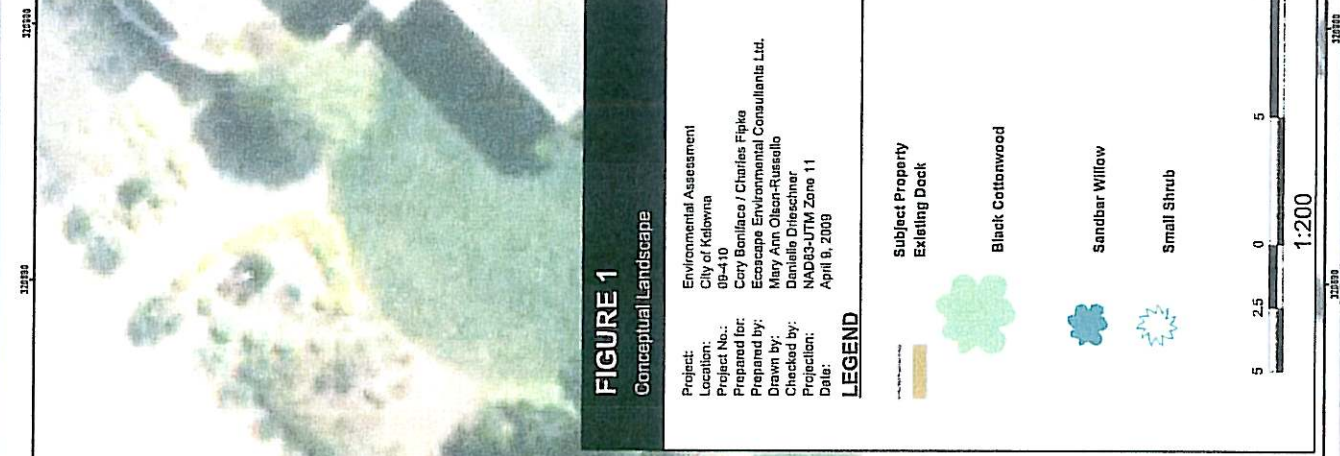 FIGURE 1
Conceptual Landscape
Project: Environmental Assessment
Location: City of Kelowna
Project No.: 09-410
Prepared for: Cory Boniface / Charles Fipke
Prepared by: Ecoscape Environmental Consultants Ltd.
Drawn by: Mary Ann Olson-Russello
Checked by: Danielle Drieschner
Projection: NAD83-UTM Zone 11
Date: April 9, 2009
LEGEND
Subject Property
Existing Dock
Black Cottonwood
Sandbar Willow
Small Shrub
5 2.5 0 5
1:200